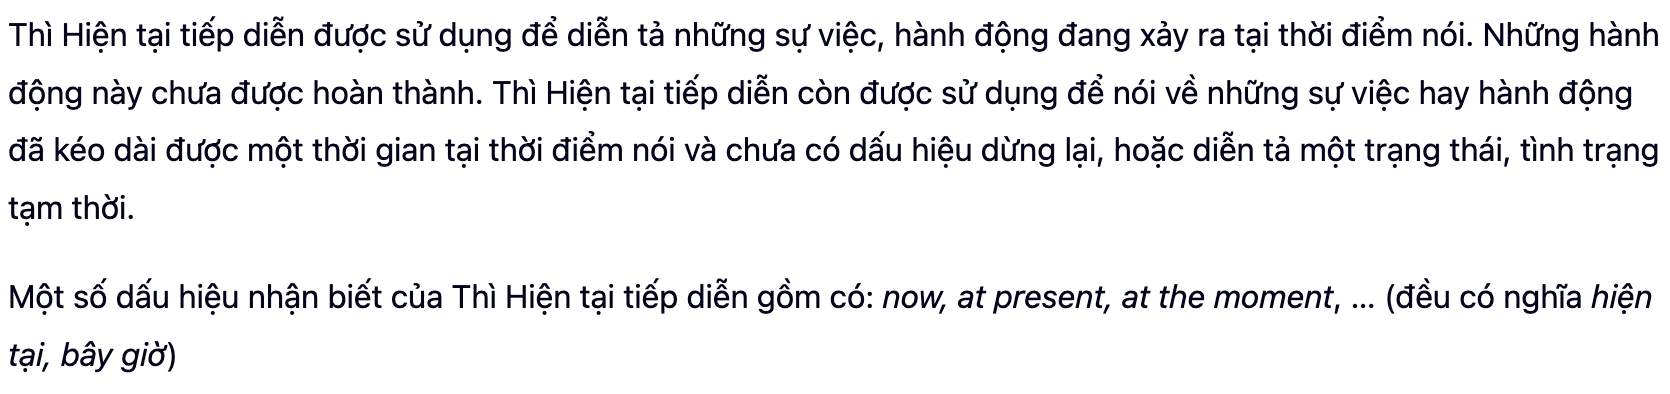 Thì Hiện tại tiếp diễn được sử dụng để diễn tả những sự việc, hành động đang xảy ra tại thời điểm nói. Những hành
động này chưa được hoàn thành. Thì Hiện tại tiếp diễn còn được sử dụng để nói về những sự việc hay hành động
đã kéo dài được một thời gian tại thời điểm nói và chưa có dấu hiệu dừng lại, hoặc diễn tả một trạng thái, tình trạng
tạm thời.
Một số dấu hiệu nhận biết của Thì Hiện tại tiếp diễn gồm có: now, at present, at the moment, ... (đều có nghĩa hiện
tại, bây giờ)